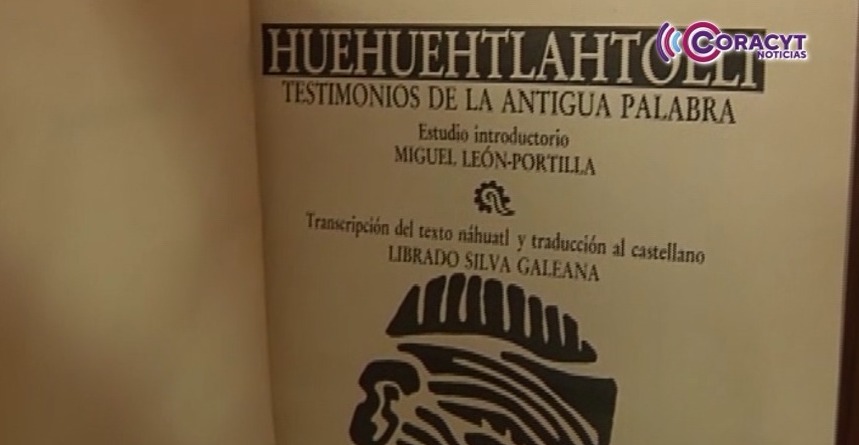 HUEHUEHTLAHTOLLI
CORACYT
NOTICIAS
TESTIMONIOS DE LA ANTIGUA PALABRA
Estudio introductorio
MIGUEL LEÓN-PORTILLA
Transcripción del texto náhuatl y traducción al castellano
LIBRADO SILVA GALEANA